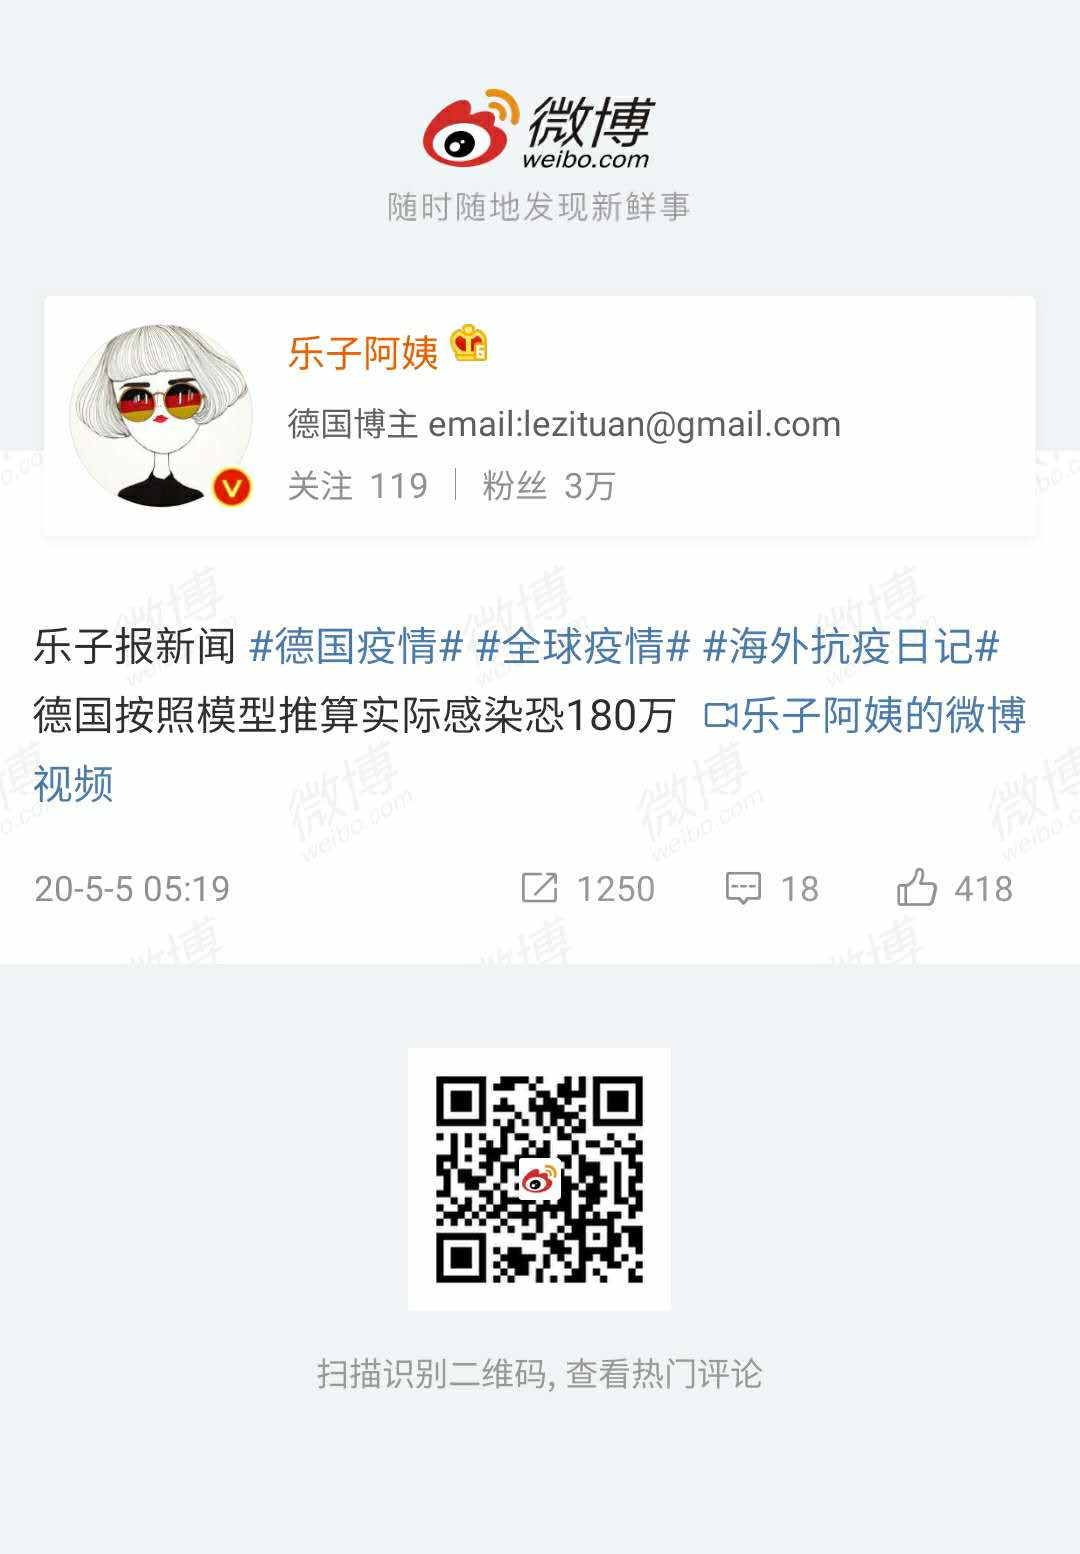 微博
weibo.com
随时随地发现新鲜事
乐子阿姨
德国博主 email:lezituan@gmail.com
关注 119 粉丝 3万
乐子报新闻 #德国疫情# #全球疫情# #海外抗疫日记#
德国按照模型推算实际感染恐180万 乐子阿姨的微博
视频
20-5-5 05:19 1250 18 418
扫描识别二维码, 查看热门评论